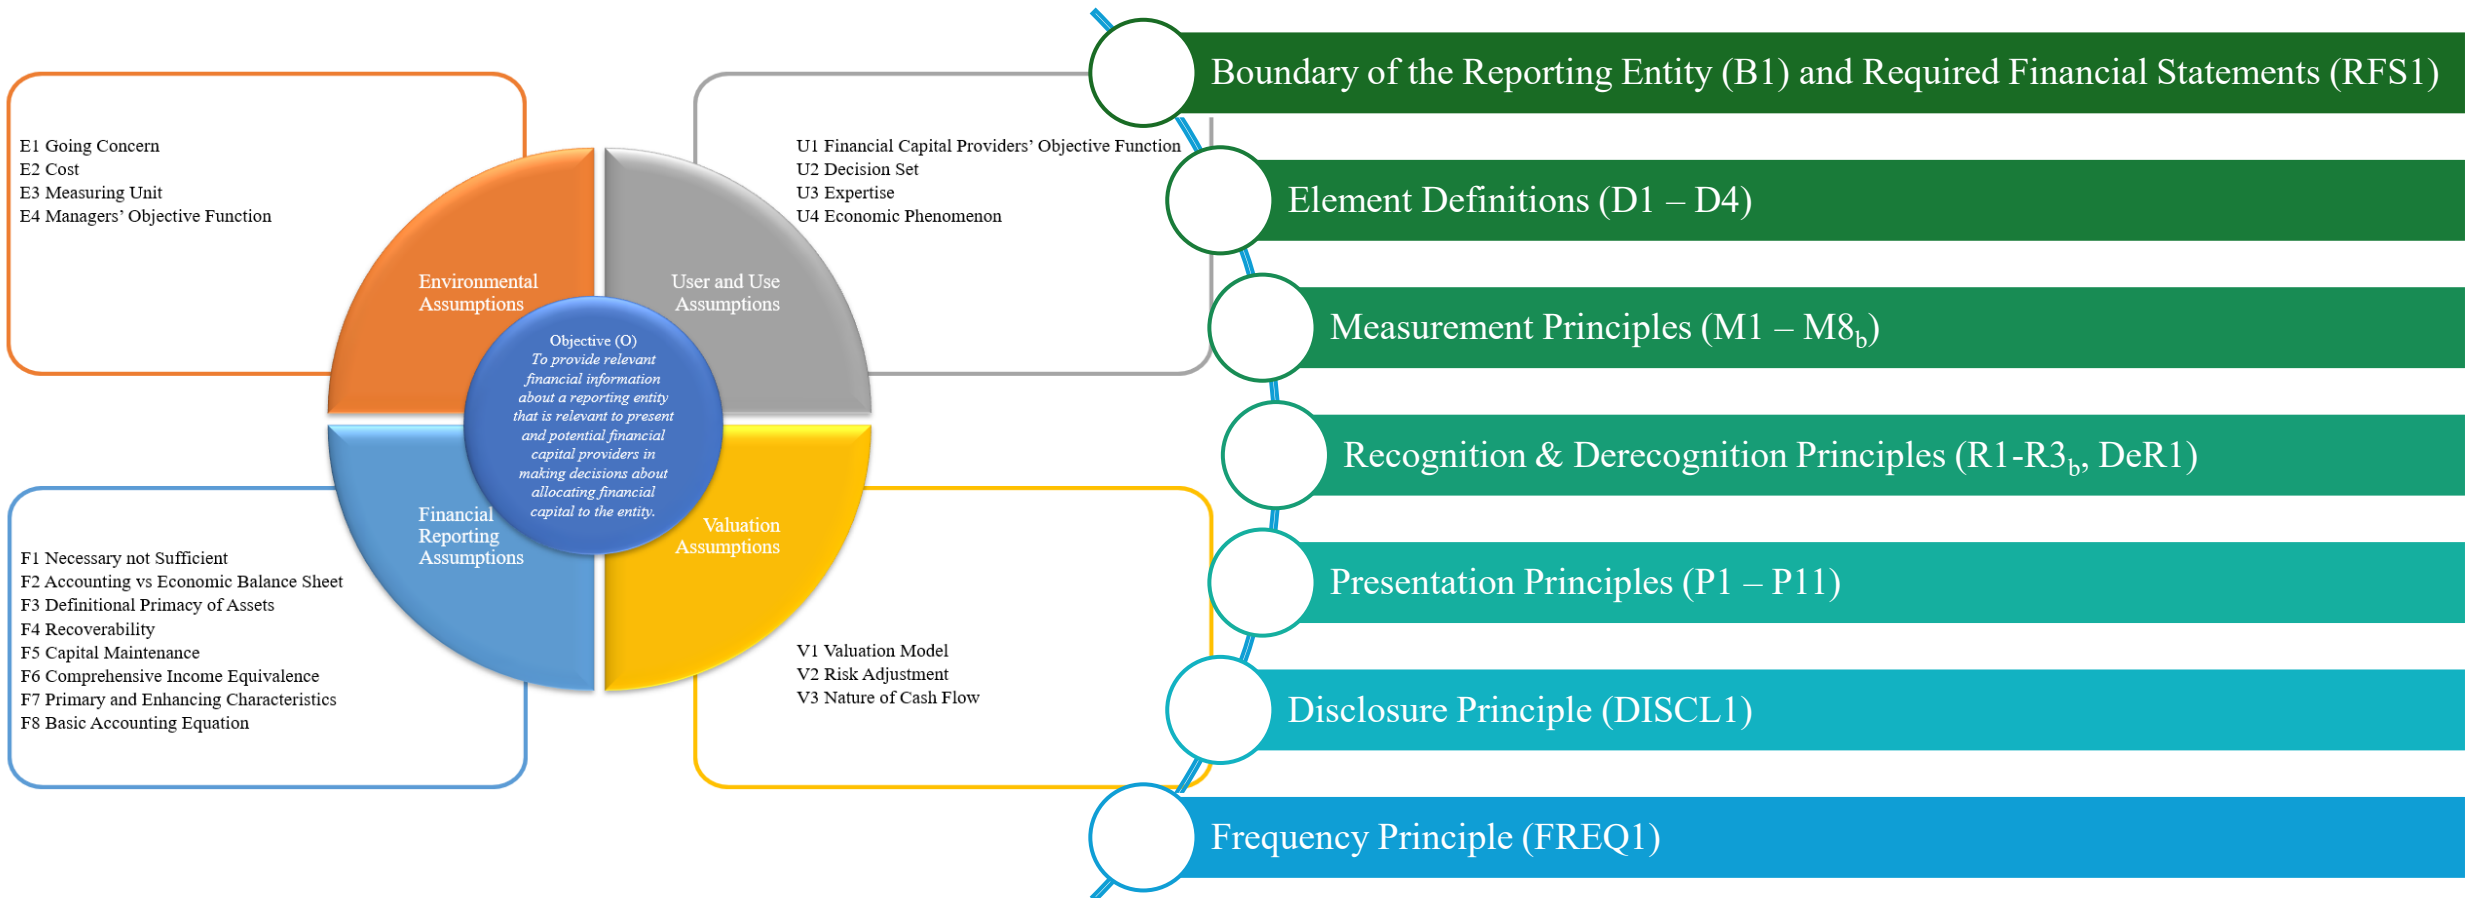 E1 Going Concern
E2 Cost
E3 Measuring Unit
E4 Managers’ Objective Function
Environmental
Assumptions
U1 Financial Capital Providers’ Objective Function
U2 Decision Set
U3 Expertise
U4 Economic Phenomenon
User and Use
Assumptions
Objective (O)
To provide relevant
financial information
about a reporting entity
that is relevant to present
and potential financial
capital providers in
making decisions about
allocating financial
capital to the entity.
F1 Necessary not Sufficient
F2 Accounting vs Economic Balance Sheet
F3 Definitional Primacy of Assets
F4 Recoverability
F5 Capital Maintenance
F6 Comprehensive Income Equivalence
F7 Primary and Enhancing Characteristics
F8 Basic Accounting Equation
Financial
Reporting
Assumptions
Valuation
Assumptions
V1 Valuation Model
V2 Risk Adjustment
V3 Nature of Cash Flow
Boundary of the Reporting Entity (B1) and Required Financial Statements (RFS1)
Element Definitions (D1 – D4)
Measurement Principles (M1 – M8b)
Recognition & Derecognition Principles (R1-R3b, DeR1)
Presentation Principles (P1 – P11)
Disclosure Principle (DISCL1)
Frequency Principle (FREQ1)